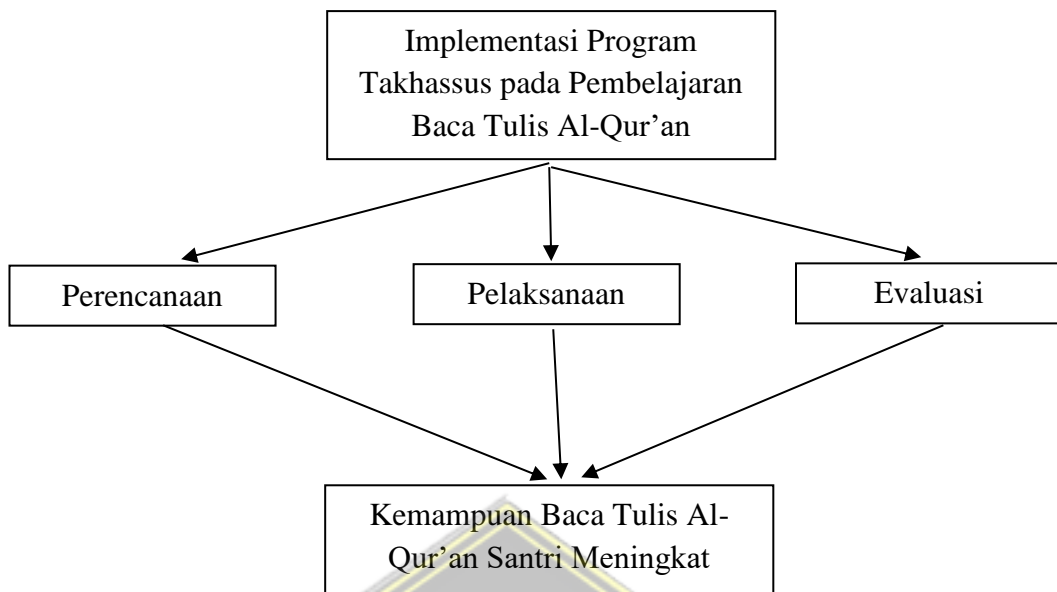 Implementasi Program
Takhassus pada Pembelajaran
Baca Tulis Al-Qur’an
Perencanaan
Pelaksanaan
Evaluasi
Kemampuan Baca Tulis Al-
Qur’an Santri Meningkat